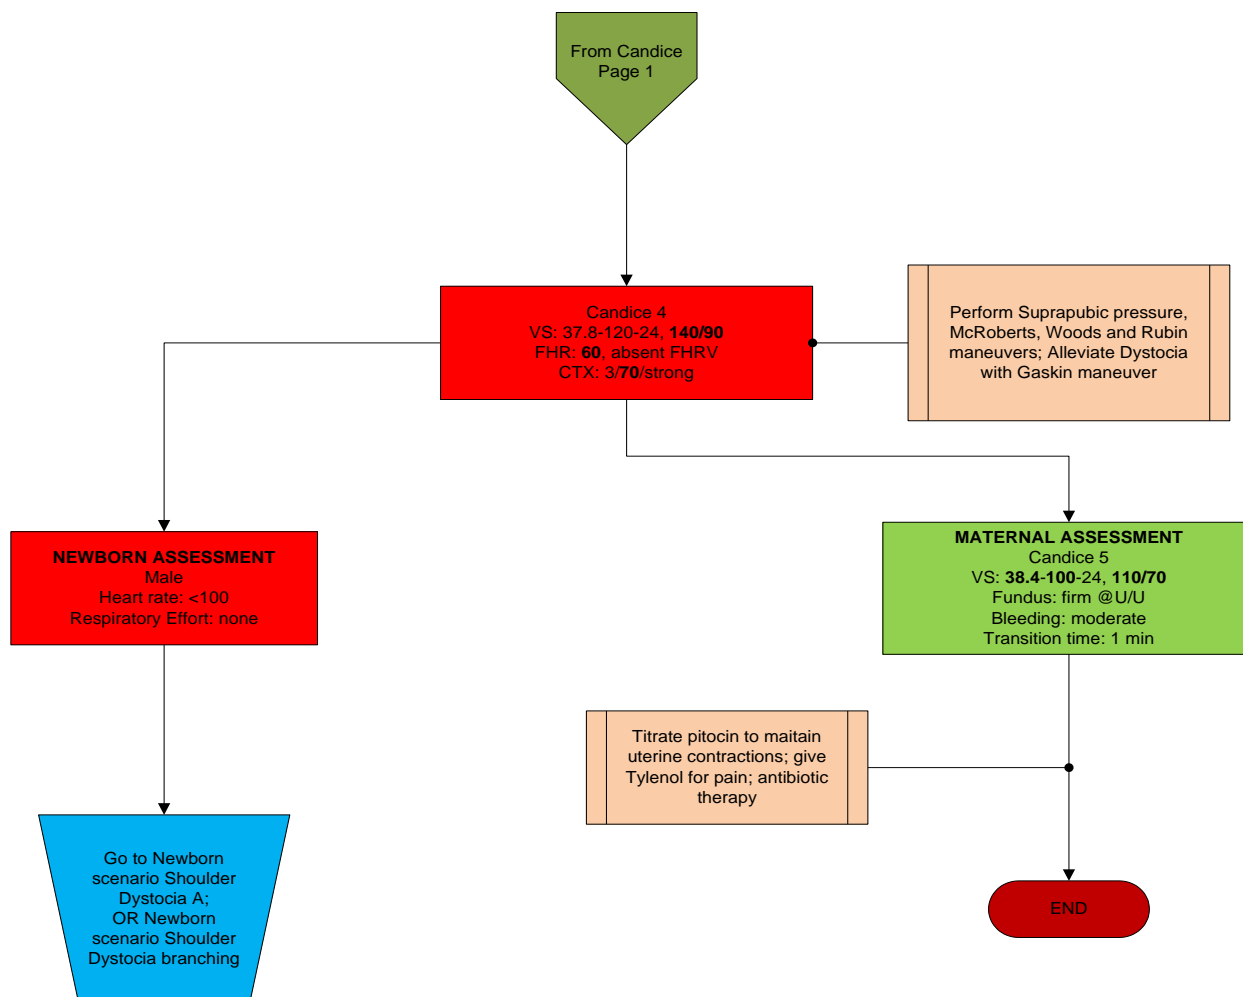 From Candice
Page 1
Candice 4
VS: 37.8-120-24, 140/90
FHR: 60, absent FHRV
CTX: 3/70/strong
Perform Suprapubic pressure,
McRoberts, Woods and Rubin
maneuvers; Alleviate Dystocia
with Gaskin maneuver
NEWBORN ASSESSMENT
Male
Heart rate: <100
Respiratory Effort: none
MATERNAL ASSESSMENT
Candice 5
VS: 38.4-100-24, 110/70
Fundus: firm @U/U
Bleeding: moderate
Transition time: 1 min
Titrate pitocin to maitain
uterine contractions; give
Tylenol for pain; antibiotic
therapy
Go to Newborn
scenario Shoulder
Dystocia A;
OR Newborn
scenario Shoulder
Dystocia branching
END